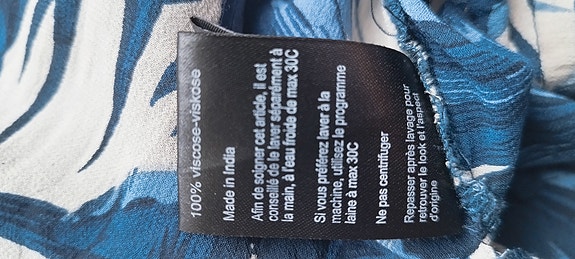 100% viscose-viskose
Made in India
Afin de soigner cet article, il est
conseillé de le laver séparément à
la main, à l'eau froide de max 30C
Si vous préférez laver à la
machine, utilisez le programme
laine à max 30C
Ne pas centrifuger
Repasser après lavage pour
retrouver le look et l'aspect
d'origine